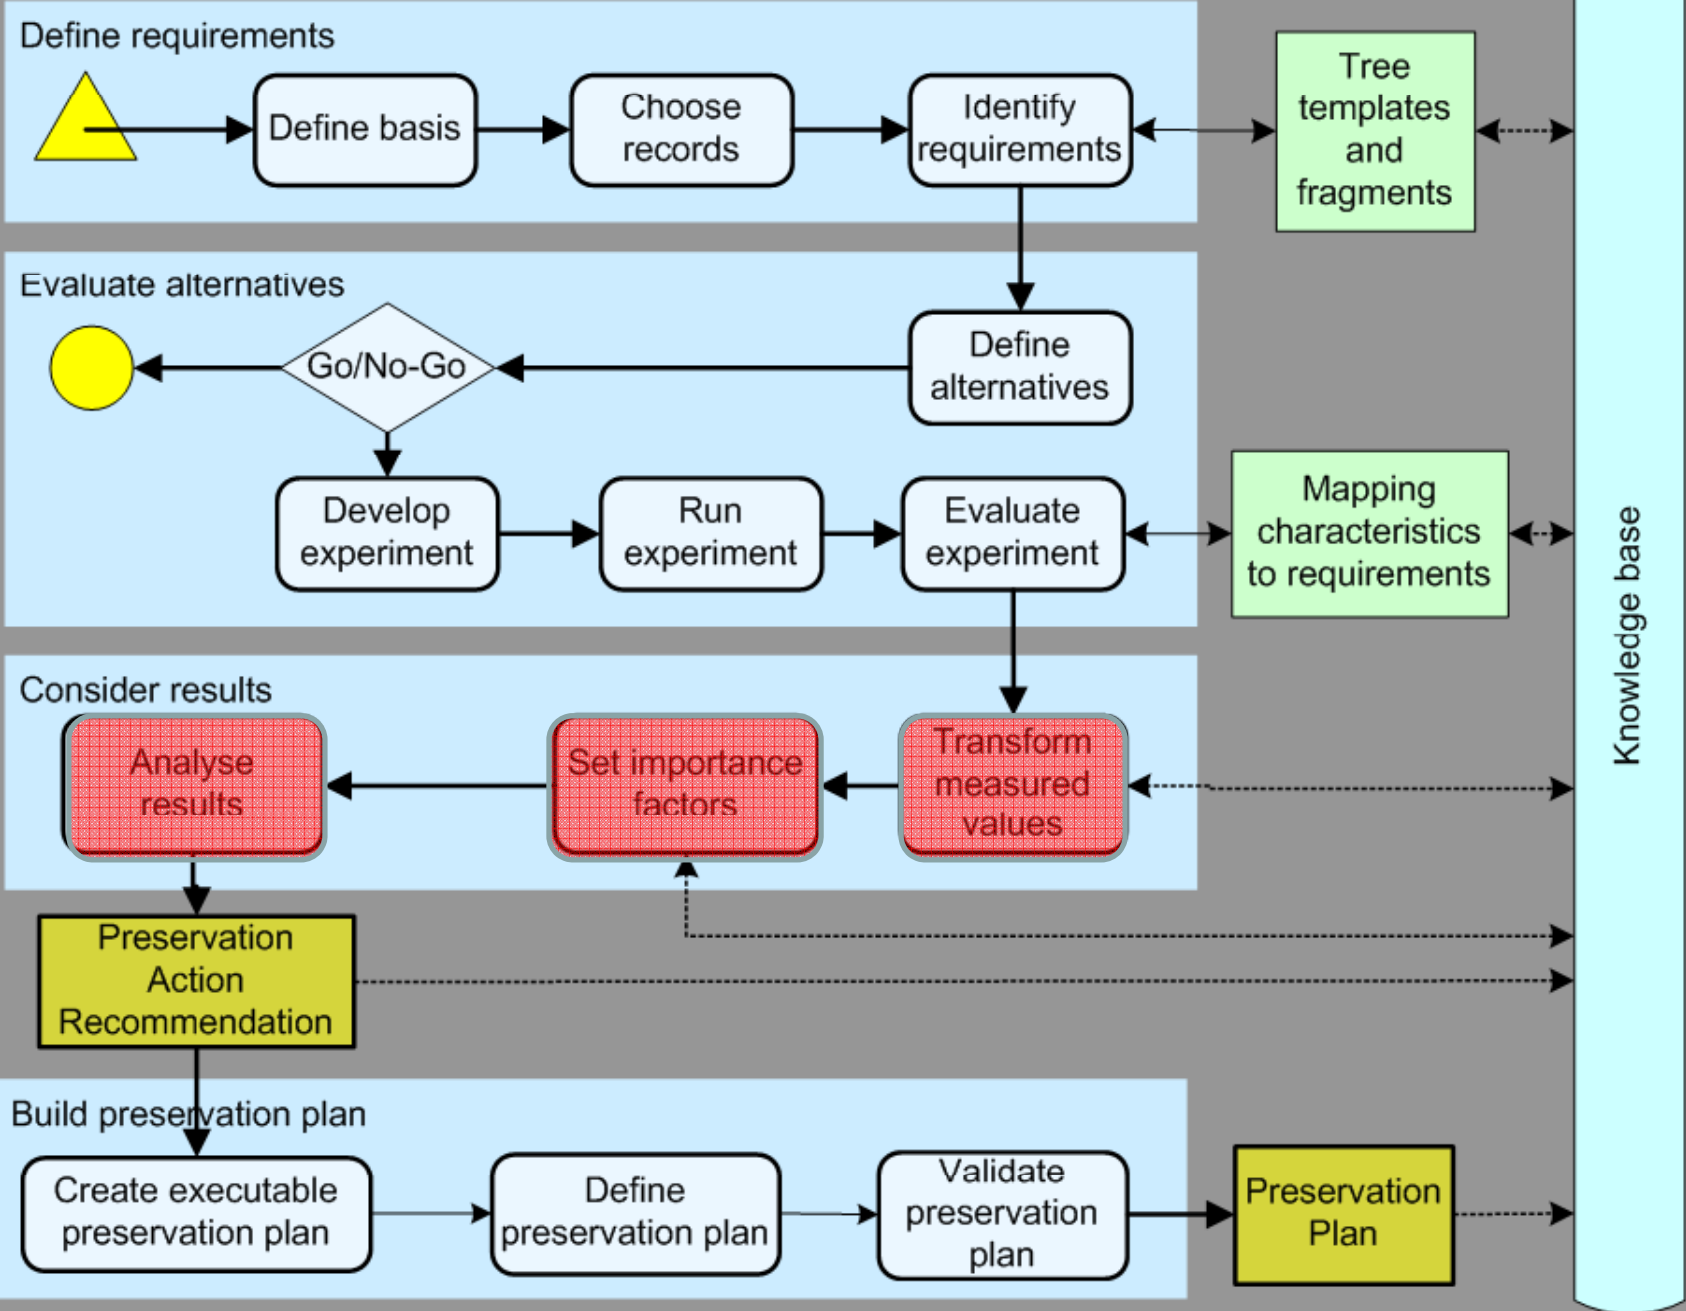 Define requirements
Define basis
Choose
records
Identify
requirements
Tree
templates
and
fragments
Evaluate alternatives
Go/No-Go
Define
alternatives
Develop
experiment
Run
experiment
Evaluate
experiment
Mapping
characteristics
to requirements
Knowledge base
Consider results
Analyse
results
Set importance
factors
Transform
measured
values
Preservation
Action
Recommendation
Build preservation plan
Create executable
preservation plan
Define
preservation plan
Validate
preservation
plan
Preservation
Plan